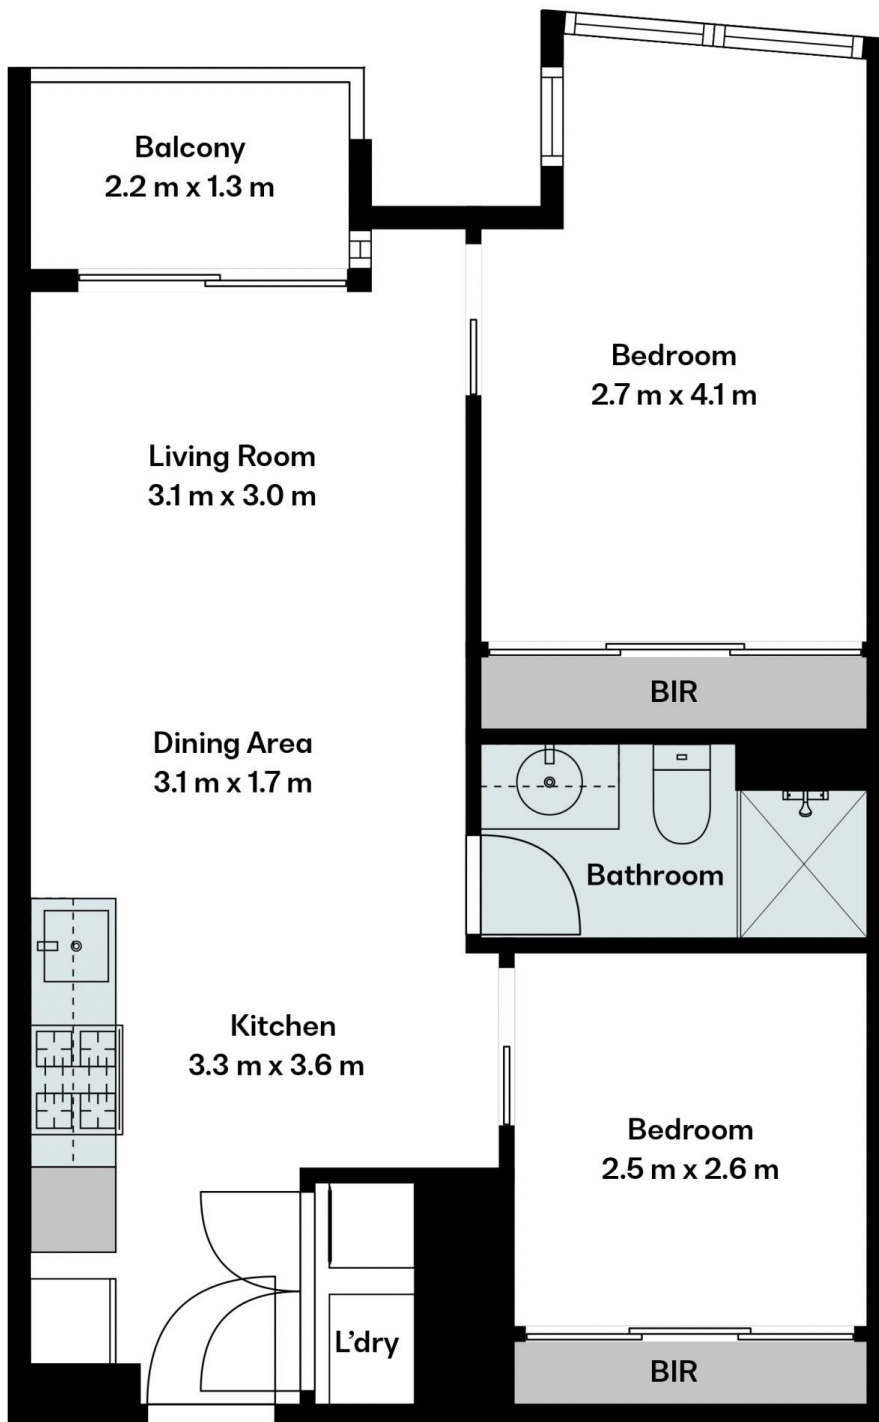 Balcony
2.2 m x 1.3 m
Bedroom
2.7 m x 4.1 m
Living Room
3.1 m x 3.0 m
BIR
Dining Area
3.1 m x 1.7 m
Bathroom
Kitchen
3.3 m x 3.6 m
Bedroom
2.5 m x 2.6 m
L'dry
BIR